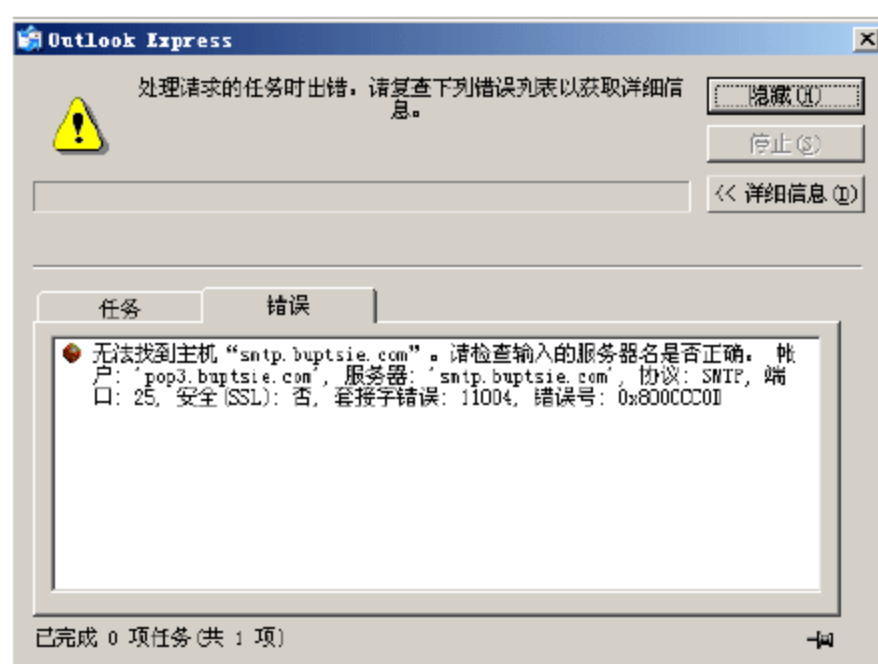 Outlook Express
处理请求的任务时出错。请复查下列错误列表以获取详细信
息。
隐藏(H)
停止(S)
<< 详细信息(D)
任务
错误
无法找到主机“smtp.buptsie.com”。请检查输入的服务器名是否正确。 帐
户: 'pop3.buptsie.com', 服务器: 'smtp.buptsie.com', 协议: SMTP, 端
口: 25, 安全(SSL): 否, 套接字错误: 11004, 错误号: 0x800CCC0D
已完成 0 项任务(共 1 项)